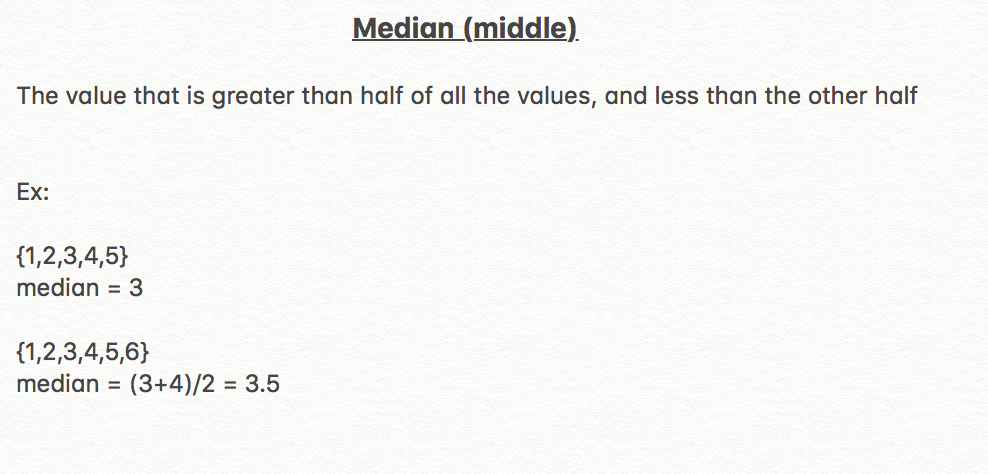 Median (middle)
The value that is greater than half of all the values, and less than the other half
Ex:
{1,2,3,4,5}
median = 3
{1,2,3,4,5,6}
median = (3+4)/2 = 3.5